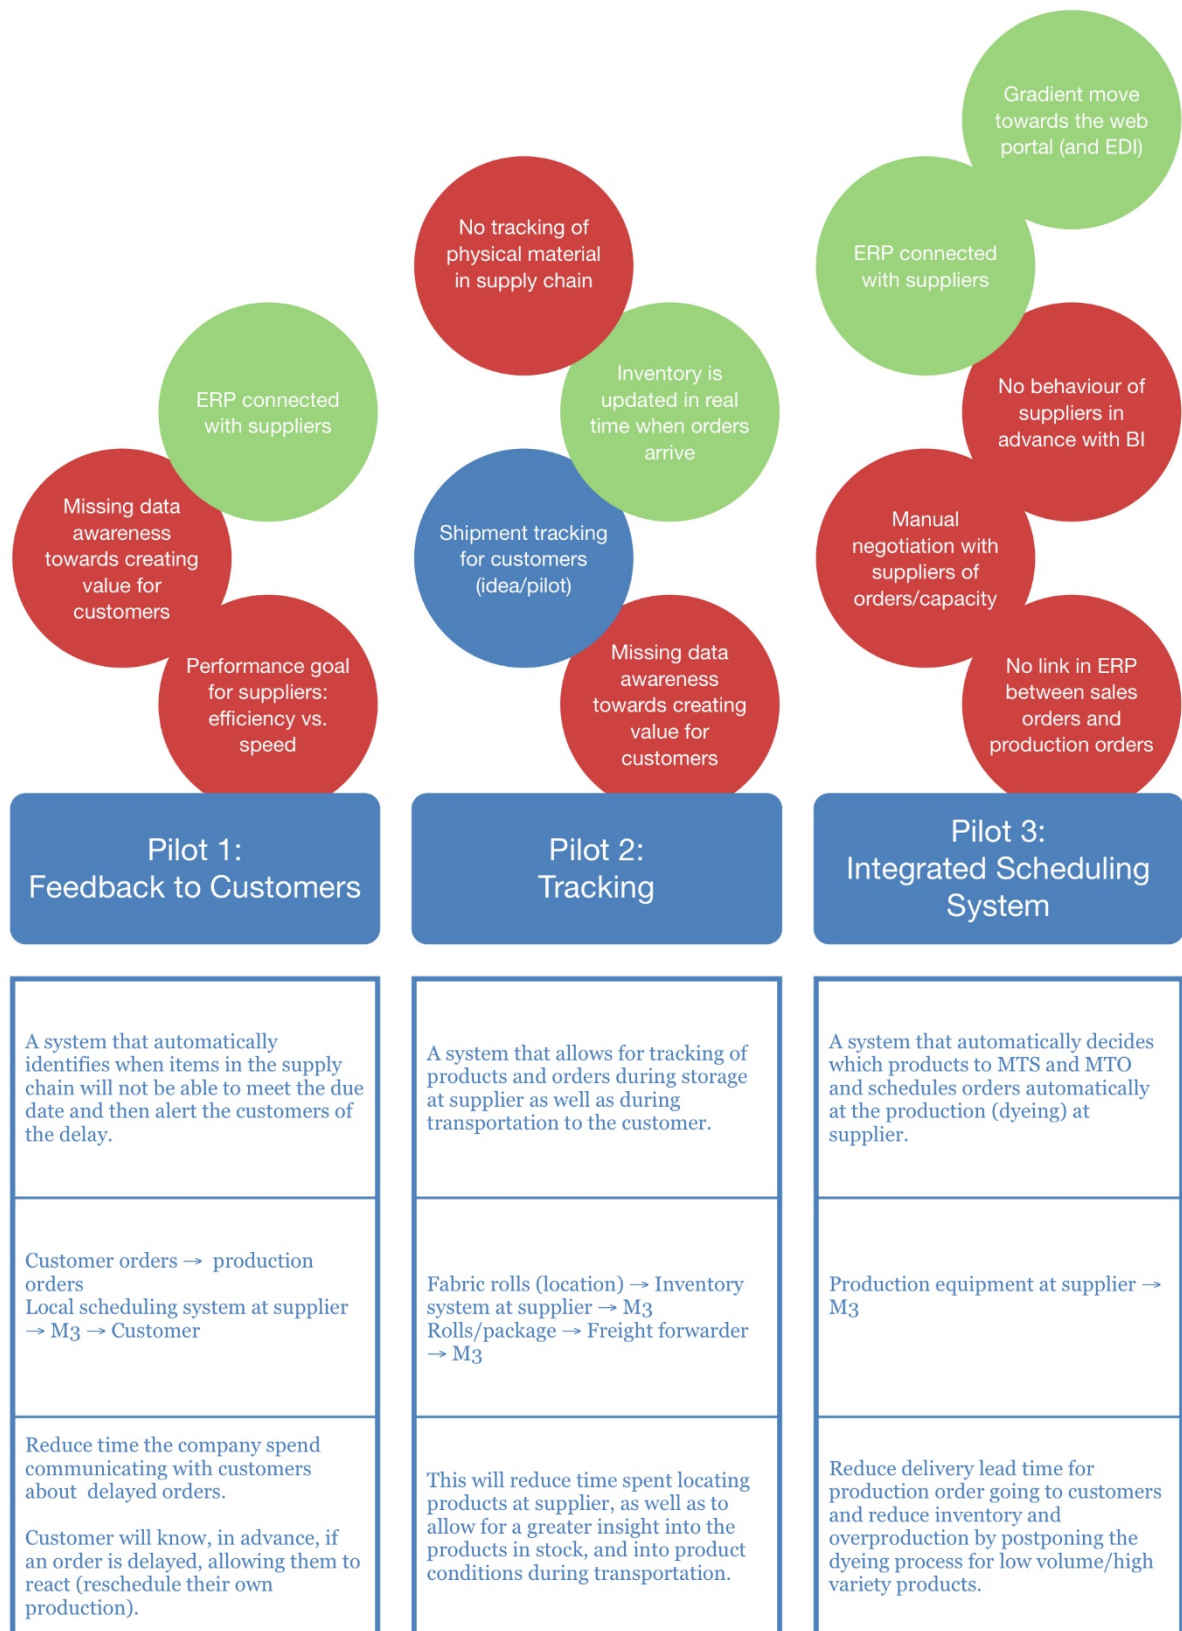 ERP connected
with suppliers
Missing data
awareness
towards creating
value for
customers
Performance goal
for suppliers:
efficiency vs.
speed
Pilot 1:
Feedback to Customers
A system that automatically
identifies when items in the supply
chain will not be able to meet the due
date and then alert the customers of
the delay.
Customer orders → production
orders
Local scheduling system at supplier
→ M3 → Customer
Reduce time the company spend
communicating with customers
about delayed orders.
Customer will know, in advance, if
an order is delayed, allowing them to
react (reschedule their own
production).
No tracking of
physical material
in supply chain
Inventory is
updated in real
time when orders
arrive
Shipment tracking
for customers
(idea/pilot)
Missing data
awareness
towards creating
value for
customers
Pilot 2:
Tracking
A system that allows for tracking of
products and orders during storage
at supplier as well as during
transportation to the customer.
Fabric rolls (location) → Inventory
system at supplier → M3
Rolls/package → Freight forwarder
→ M3
This will reduce time spent locating
products at supplier, as well as to
allow for a greater insight into the
products in stock, and into product
conditions during transportation.
Gradient move
towards the web
portal (and EDI)
ERP connected
with suppliers
No behaviour of
suppliers in
advance with BI
Manual
negotiation with
suppliers of
orders/capacity
No link in ERP
between sales
orders and
production orders
Pilot 3:
Integrated Scheduling
System
A system that automatically decides
which products to MTS and MTO
and schedules orders automatically
at the production (dyeing) at
supplier.
Production equipment at supplier →
M3
Reduce delivery lead time for
production order going to customers
and reduce inventory and
overproduction by postponing the
dyeing process for low volume/high
variety products.